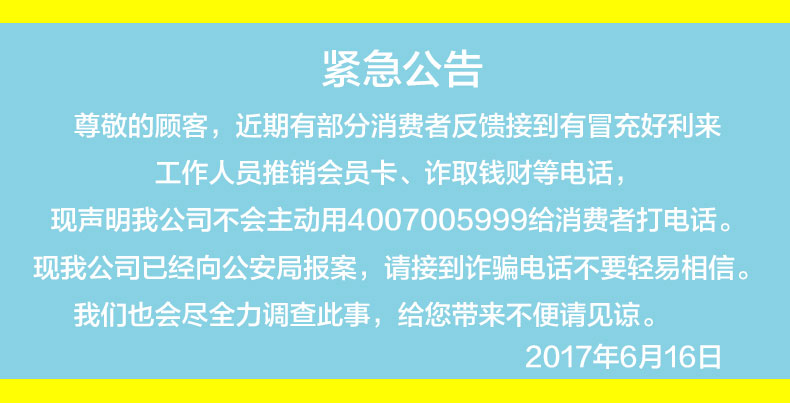 紧急公告
尊敬的顾客，近期有部分消费者反馈接到有冒充好利来
工作人员推销会员卡、诈取钱财等电话，
现声明我公司不会主动用4007005999给消费者打电话。
现我公司已经向公安局报案，请接到诈骗电话不要轻易相信。
我们也会尽全力调查此事，给您带来不便请见谅。
2017年6月16日